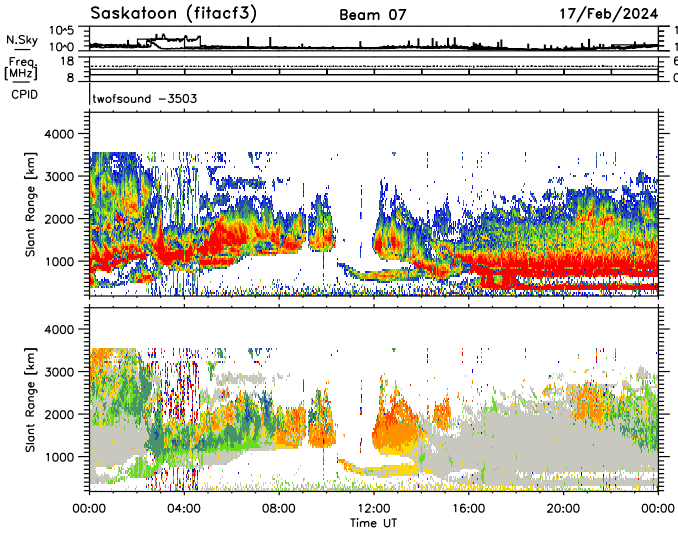 Saskatoon (fitacf3) Beam 07 17/Feb/2024
N.Sky 10^5 10^0
Freq. [MHz] 18 8
CPID twofsound -3503
Slant Range [km] 4000 3000 2000 1000
Slant Range [km] 4000 3000 2000 1000
00:00 04:00 08:00 12:00 16:00 20:00 00:00
Time UT